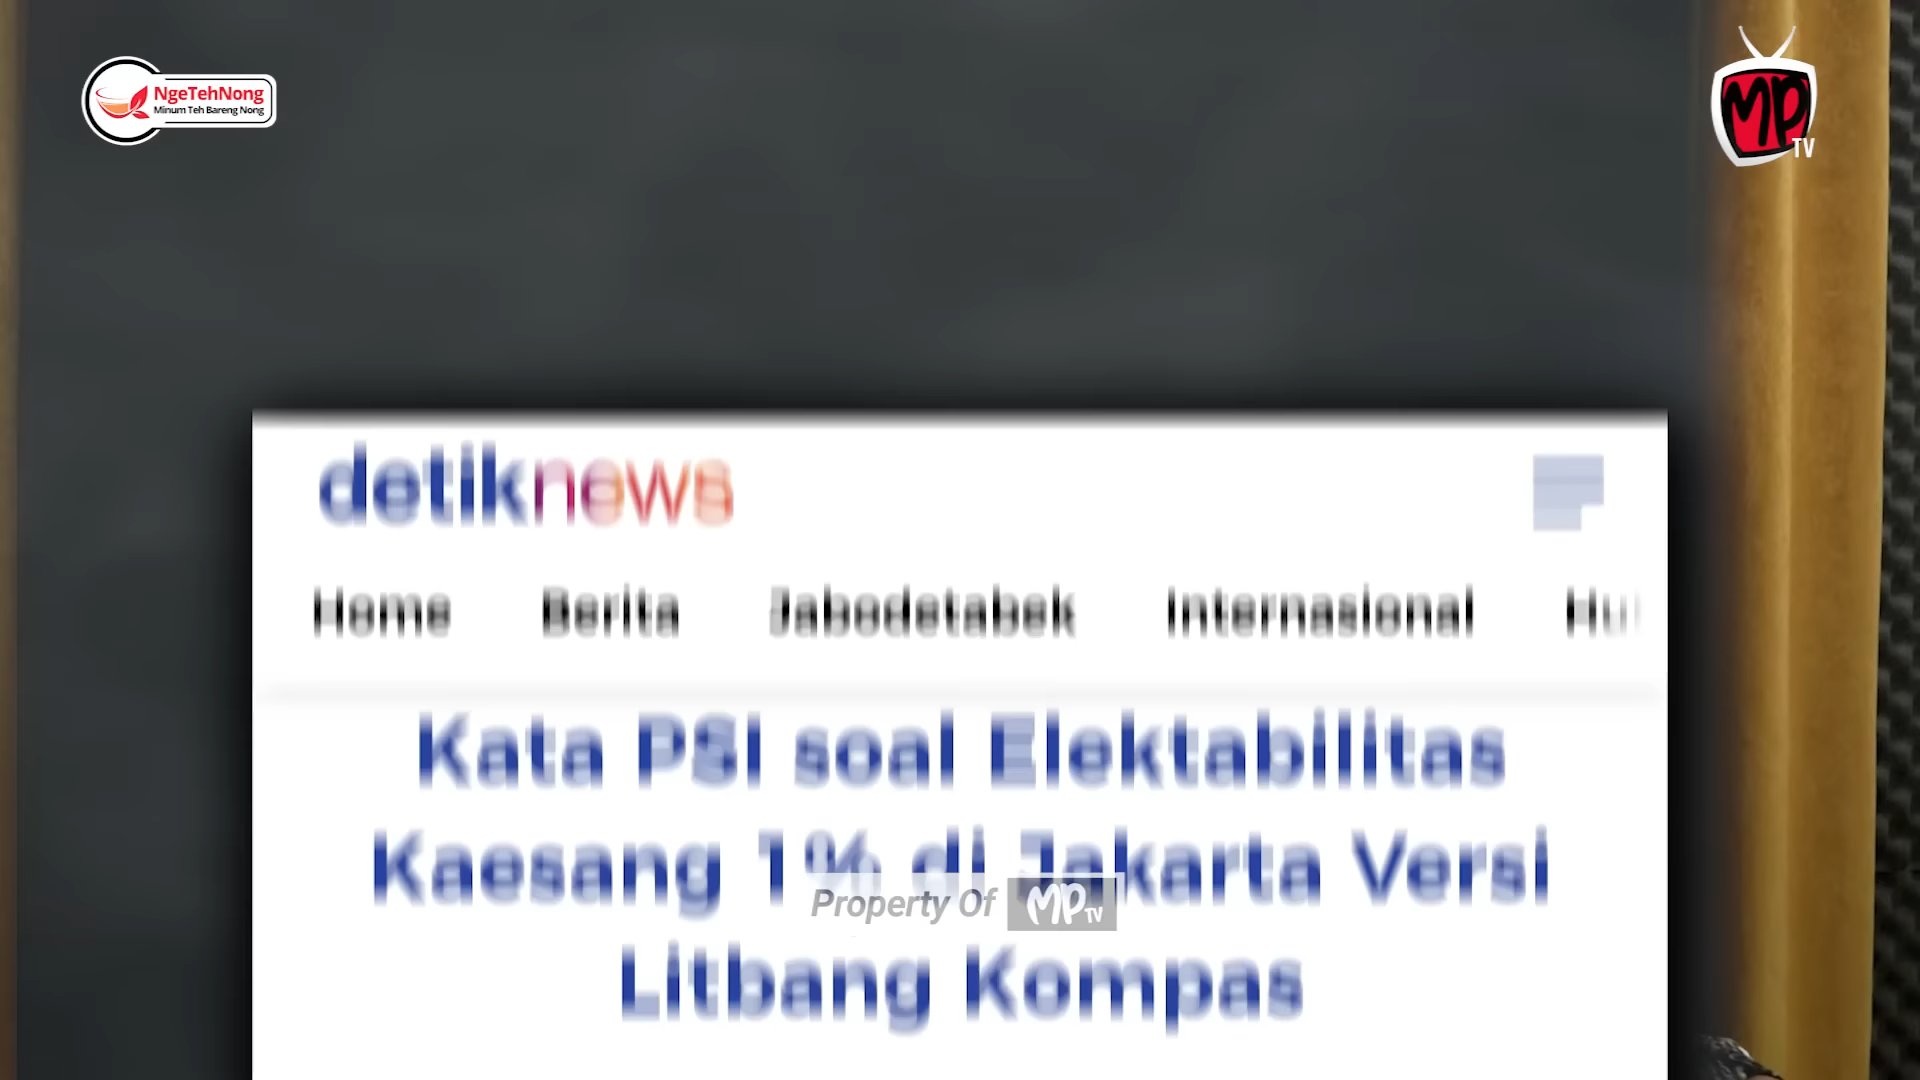 NgeTehNong
Minum Teh Bareng Nong
MP
TV
detiknews
Home Berita Jabodetabek Internasional Hu
Kata PSI soal Elektabilitas
Kaesang 1% di Jakarta Versi
Property Of MP TV
Litbang Kompas